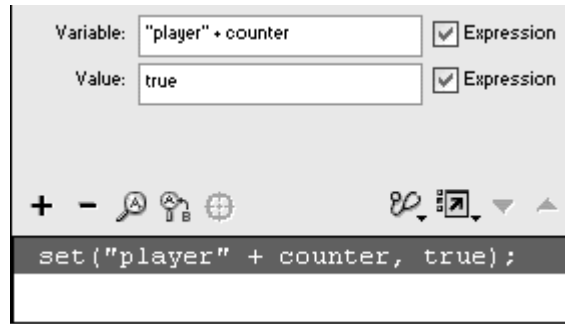 Variable: "player" + counter Expression
Value: true Expression
set("player" + counter, true);